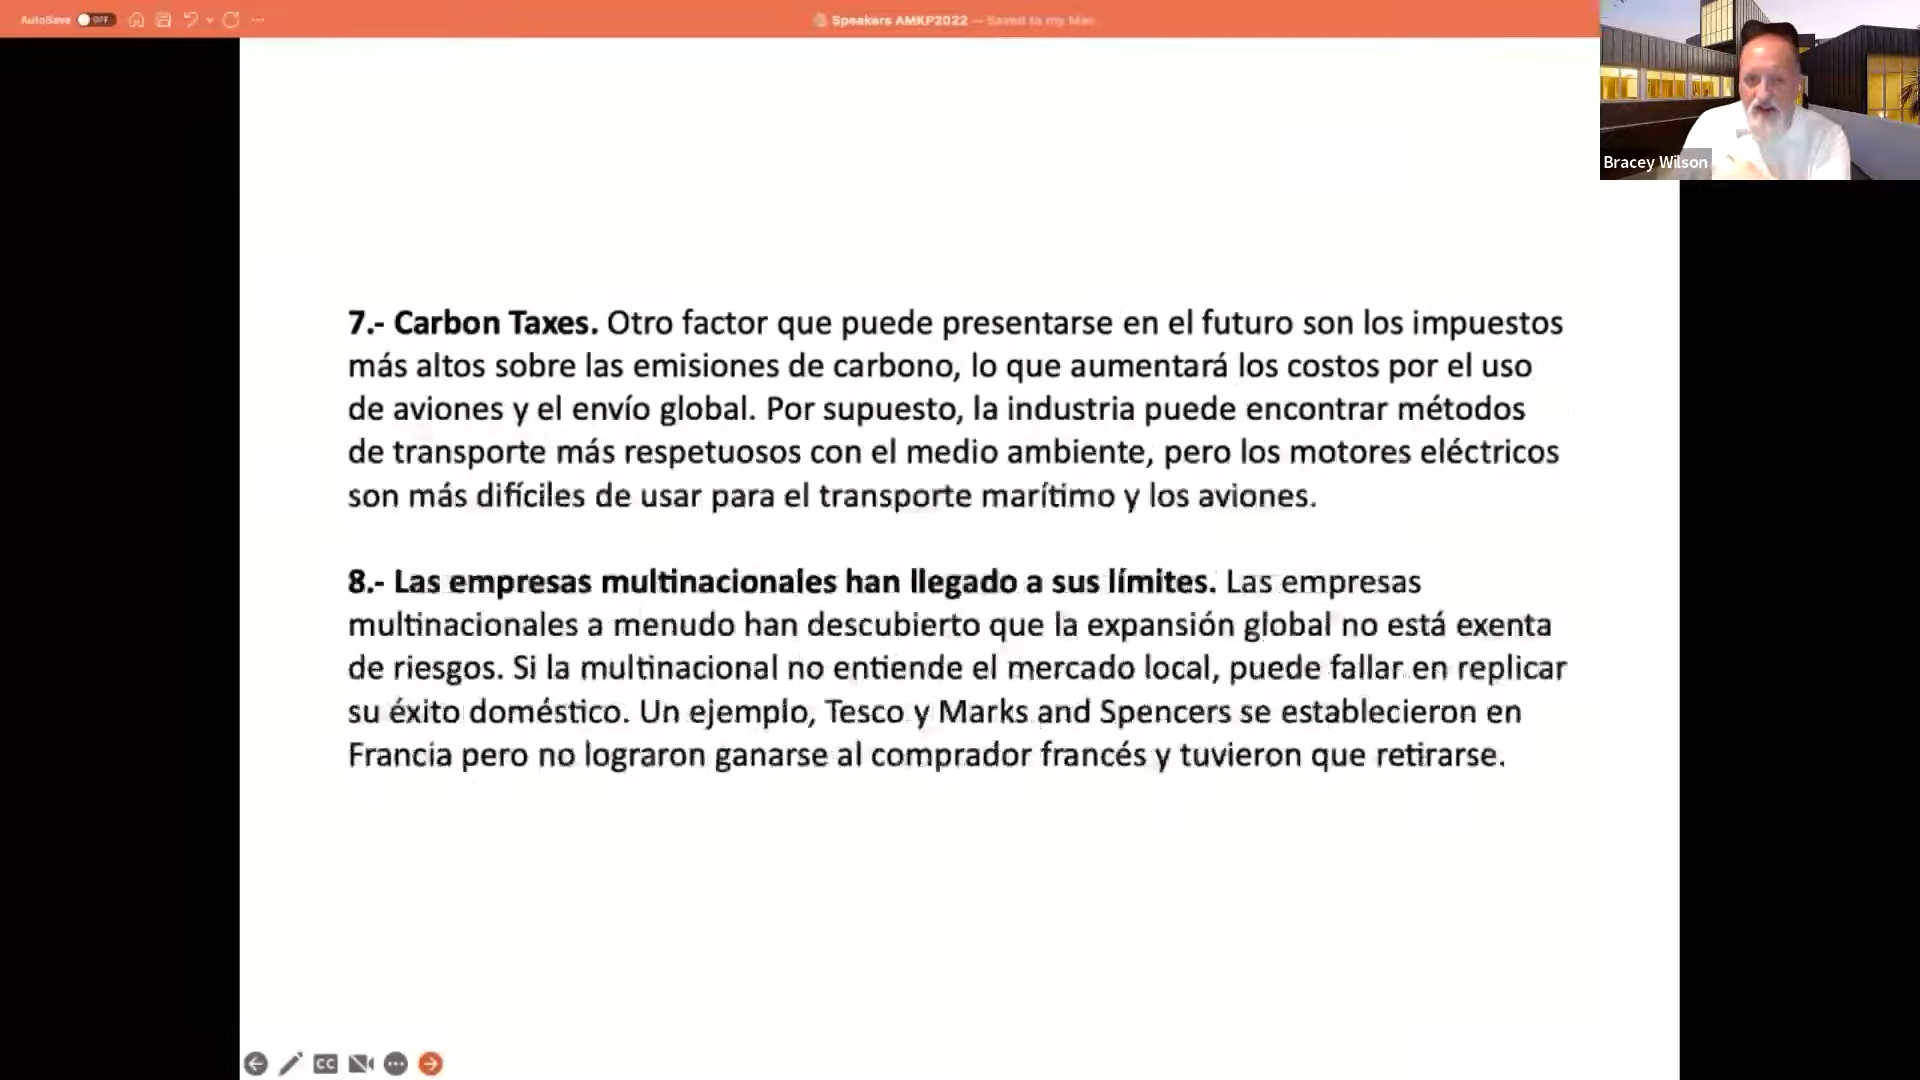 AutoSave OFF
Speakers AMKP2022 — Saved to my Mac
Bracey Wilson
7.- Carbon Taxes. Otro factor que puede presentarse en el futuro son los impuestos
más altos sobre las emisiones de carbono, lo que aumentará los costos por el uso
de aviones y el envío global. Por supuesto, la industria puede encontrar métodos
de transporte más respetuosos con el medio ambiente, pero los motores eléctricos
son más difíciles de usar para el transporte marítimo y los aviones.
8.- Las empresas multinacionales han llegado a sus límites. Las empresas
multinacionales a menudo han descubierto que la expansión global no está exenta
de riesgos. Si la multinacional no entiende el mercado local, puede fallar en replicar
su éxito doméstico. Un ejemplo, Tesco y Marks and Spencers se establecieron en
Francia pero no lograron ganarse al comprador francés y tuvieron que retirarse.
CC